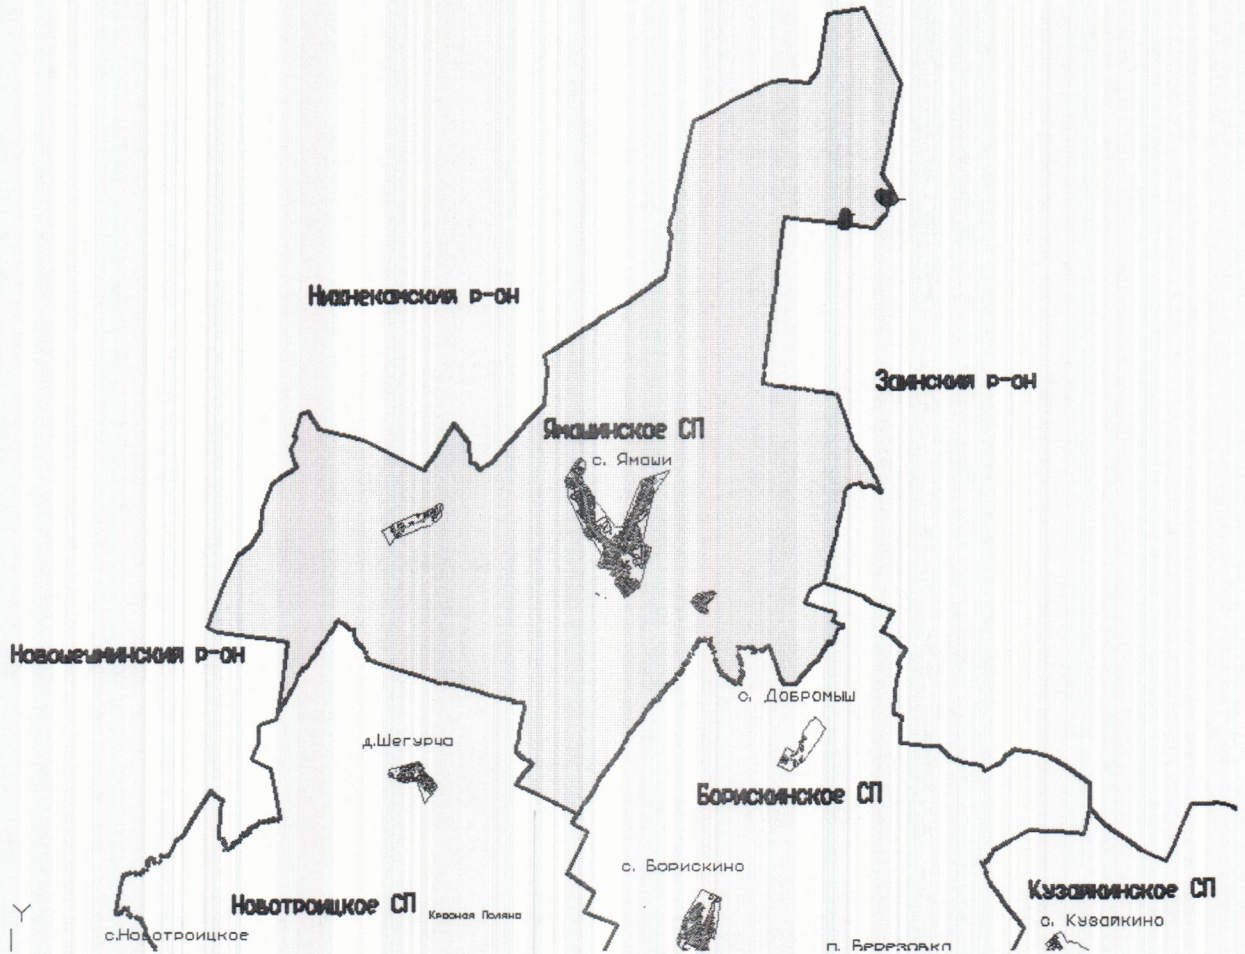 Нижнекамский р-он
Заинский р-он
Ямашинское СП
с. Ямаши
Новошешминский р-он
с. Добромыш
д.Шегурча
Борискинское СП
с. Борискино
Кузайкинское СП
Новотроицкое СП
Красная Поляна
с. Кузайкино
Y
с.Новотроицкое
п. Березовка